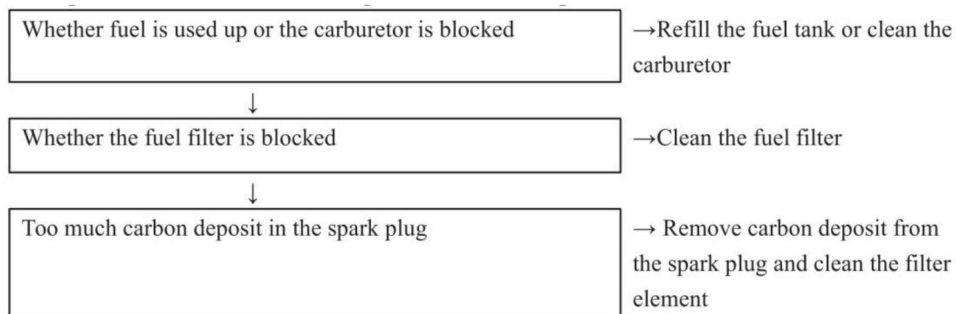 Whether fuel is used up or the carburetor is blocked
→Refill the fuel tank or clean the
carburetor
↓
Whether the fuel filter is blocked
→Clean the fuel filter
↓
Too much carbon deposit in the spark plug
→ Remove carbon deposit from
the spark plug and clean the filter
element